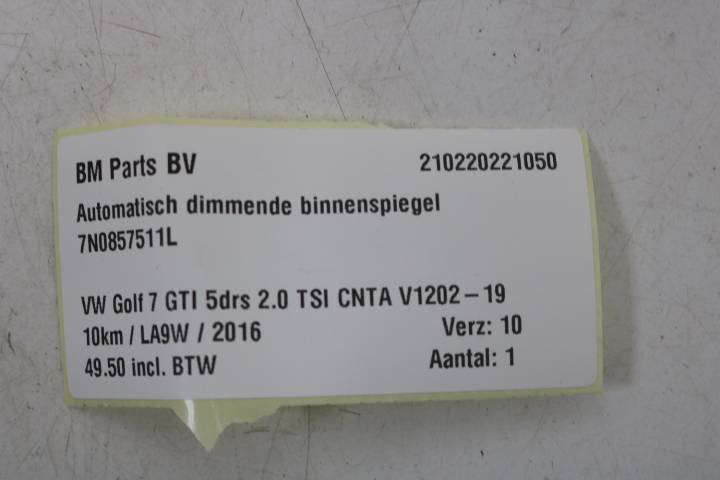 BM Parts BV 210220221050
Automatisch dimmende binnenspiegel
7N0857511L
VW Golf 7 GTI 5drs 2.0 TSI CNTA V1202-19
10km / LA9W / 2016 Verz: 10
49.50 incl. BTW Aantal: 1